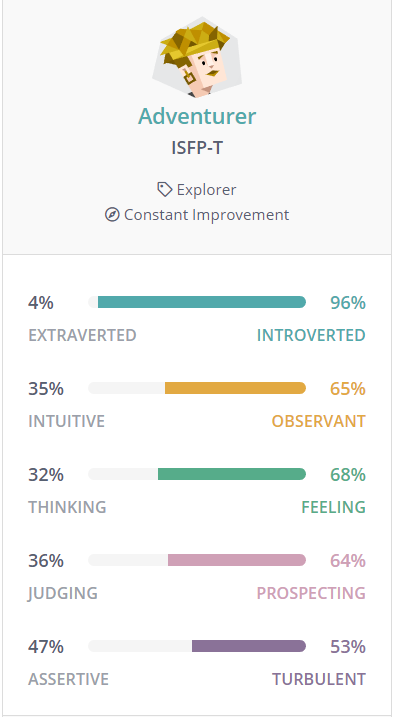 Adventurer
ISFP-T
Explorer
Constant Improvement
4% 96%
EXTRAVERTED INTROVERTED
35% 65%
INTUITIVE OBSERVANT
32% 68%
THINKING FEELING
36% 64%
JUDGING PROSPECTING
47% 53%
ASSERTIVE TURBULENT